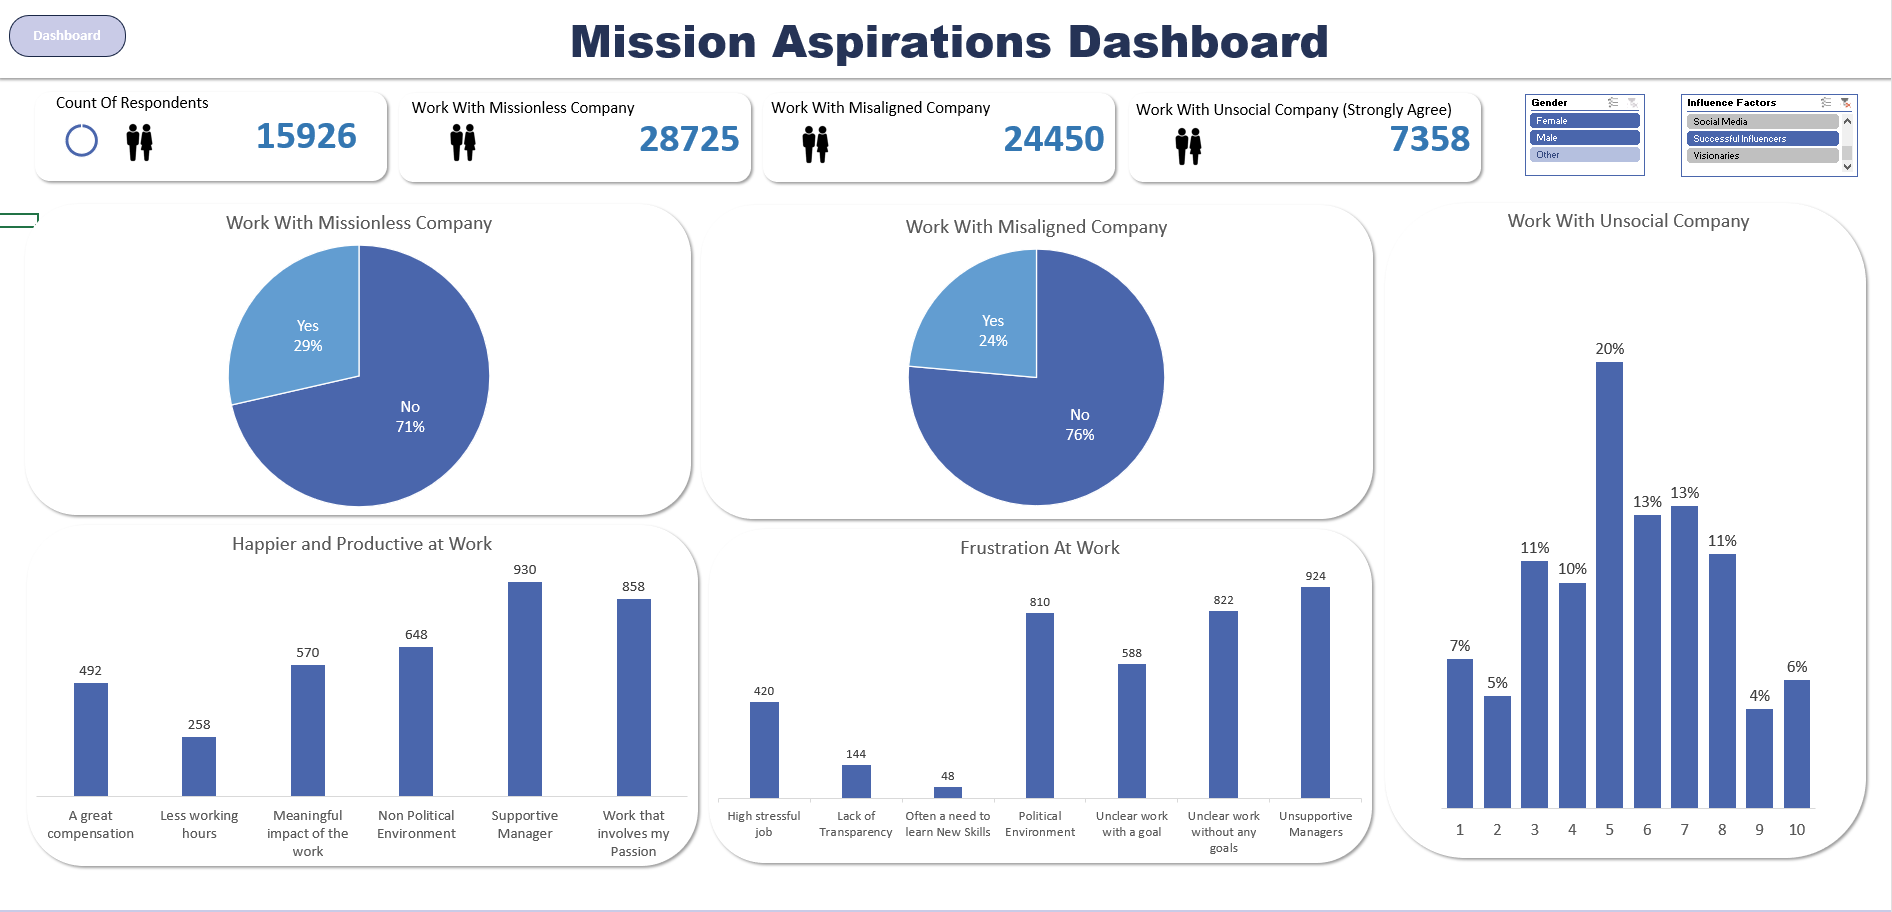 Dashboard
Mission Aspirations Dashboard
Count Of Respondents
15926
Work With Missionless Company
28725
Work With Misaligned Company
24450
Work With Unsocial Company (Strongly Agree)
7358
Gender
Female
Male
Other
Influence Factors
Social Media
Successful Influencers
Visionaries
Work With Missionless Company
Yes
29%
No
71%
Work With Misaligned Company
Yes
24%
No
76%
Work With Unsocial Company
7%
5%
11%
10%
20%
13%
13%
11%
4%
6%
1 2 3 4 5 6 7 8 9 10
Happier and Productive at Work
492
258
570
648
930
858
A great
compensation
Less working
hours
Meaningful
impact of the
work
Non Political
Environment
Supportive
Manager
Work that
involves my
Passion
Frustration At Work
420
144
48
810
588
822
924
High stressful
job
Lack of
Transparency
Often a need to
learn New Skills
Political
Environment
Unclear work
with a goal
Unclear work
without any
goals
Unsupportive
Managers